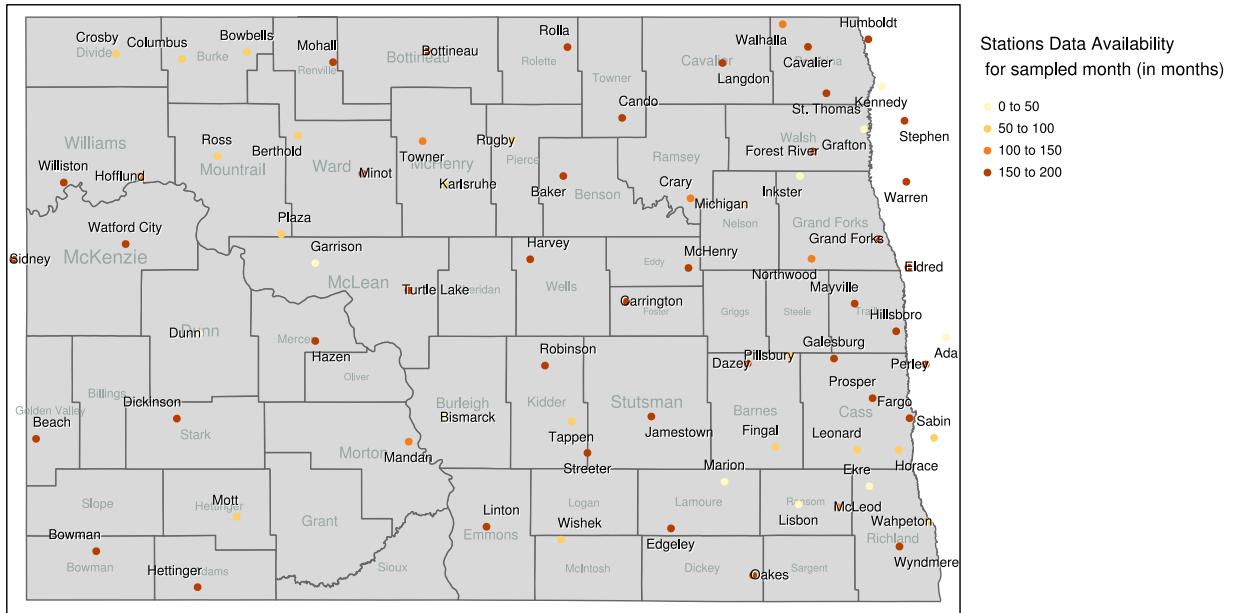 Stations Data Availability
for sampled month (in months)
0 to 50
50 to 100
100 to 150
150 to 200
Humboldt
Crosby
Columbus
Bowbells
Mohall
Bottineau
Rolla
Walhalla
Cavalier
Langdon
Divide
Burke
Renville
Bottineau
Rolette
Towner
Cavalier
Cando
St. Thomas
Kennedy
Stephen
Williams
Ross
Berthold
Ward
Towner
McHenry
Rugby
Pierce
Walsh
Forest River
Grafton
Williston
Hofflund
Mountrail
Minot
Karlsruhe
Baker
Benson
Ramsey
Crary
Michigan
Inkster
Warren
Watford City
Plaza
Nelson
Grand Forks
Grand Forks
Sidney
McKenzie
Garrison
Harvey
McHenry
Eddy
Northwood
Eldred
McLean
Turtle Lake
Wells
Carrington
Foster
Griggs
Steele
Mayville
Hillsboro
Dunn
Dunn
Hazen
Robinson
Dazey
Pillsbury
Galesburg
Perley
Ada
Oliver
Billings
Golden Valley
Beach
Dickinson
Stark
Burleigh
Bismarck
Kidder
Stutsman
Barnes
Prosper
Cass
Fargo
Sabin
Morton
Mandan
Tappen
Streeter
Jamestown
Fingal
Leonard
Horace
Marion
Ekre
Slope
Mott
Hettinger
Grant
Linton
Emmons
Logan
Wishek
Lamoure
Lisbon
McLeod
Wahpeton
Richland
Bowman
Bowman
Hettinger
Sioux
McIntosh
Edgeley
Dickey
Oakes
Sargent
Wyndmere